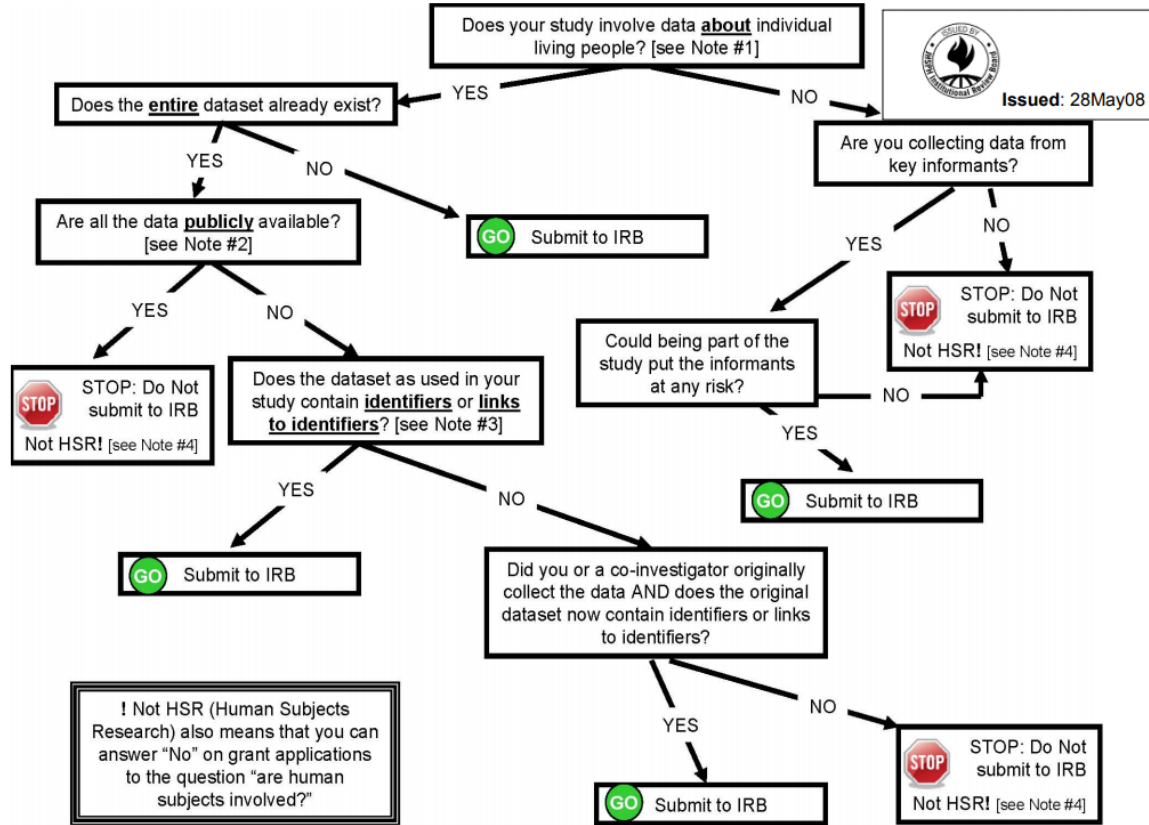 Does your study involve data about individual
living people? [see Note #1]
ISSUED BY
JHSPH Institutional Review Board
Issued: 28May08
YES
NO
Does the entire dataset already exist?
Are you collecting data from
key informants?
YES
NO
NO
YES
Are all the data publicly available?
[see Note #2]
GO
Submit to IRB
YES
NO
STOP
STOP: Do Not
submit to IRB
Not HSR! [see Note #4]
Could being part of the
study put the informants
at any risk?
NO
YES
STOP
STOP: Do Not
submit to IRB
Not HSR! [see Note #4]
Does the dataset as used in your
study contain identifiers or links
to identifiers? [see Note #3]
GO
Submit to IRB
YES
NO
GO
Submit to IRB
Did you or a co-investigator originally
collect the data AND does the original
dataset now contain identifiers or links
to identifiers?
YES
NO
! Not HSR (Human Subjects
Research) also means that you can
answer “No” on grant applications
to the question “are human
subjects involved?”
GO
Submit to IRB
STOP
STOP: Do Not
submit to IRB
Not HSR! [see Note #4]